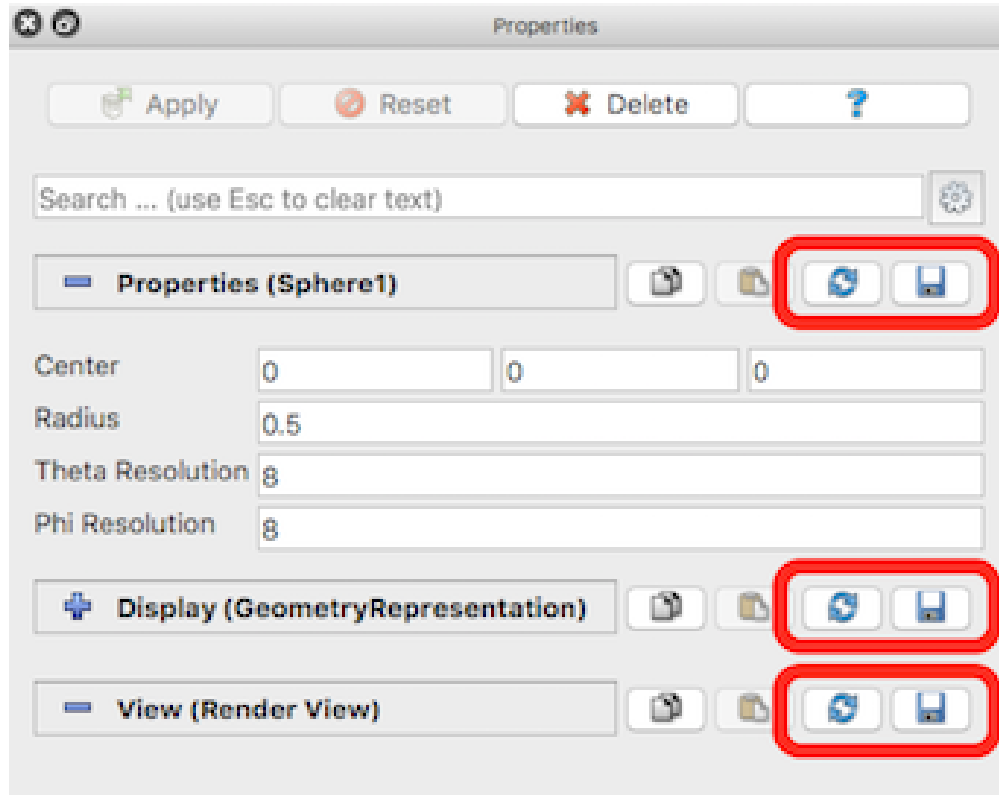 Properties
Apply Reset Delete ?
Search ... (use Esc to clear text)
Properties (Sphere1)
Center 0 0 0
Radius 0.5
Theta Resolution 8
Phi Resolution 8
Display (GeometryRepresentation)
View (Render View)